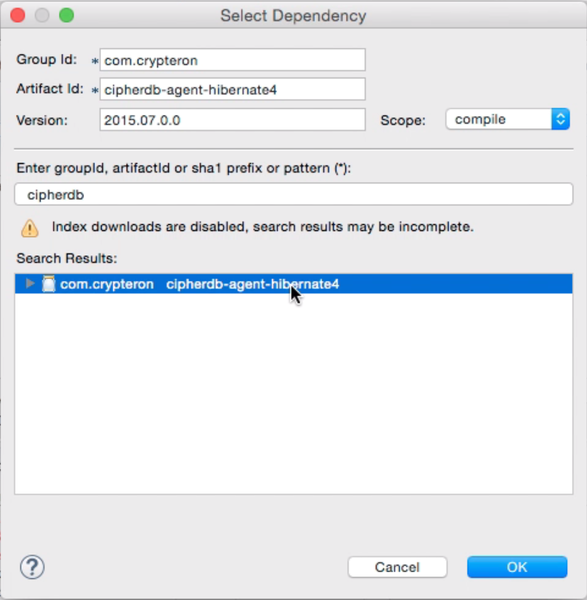 Select Dependency
Group Id: * com.crypteron
Artifact Id: * cipherdb-agent-hibernate4
Version: 2015.07.0.0 Scope: compile
Enter groupId, artifactId or sha1 prefix or pattern (*):
cipherdb
Index downloads are disabled, search results may be incomplete.
Search Results:
com.crypteron cipherdb-agent-hibernate4
? Cancel OK